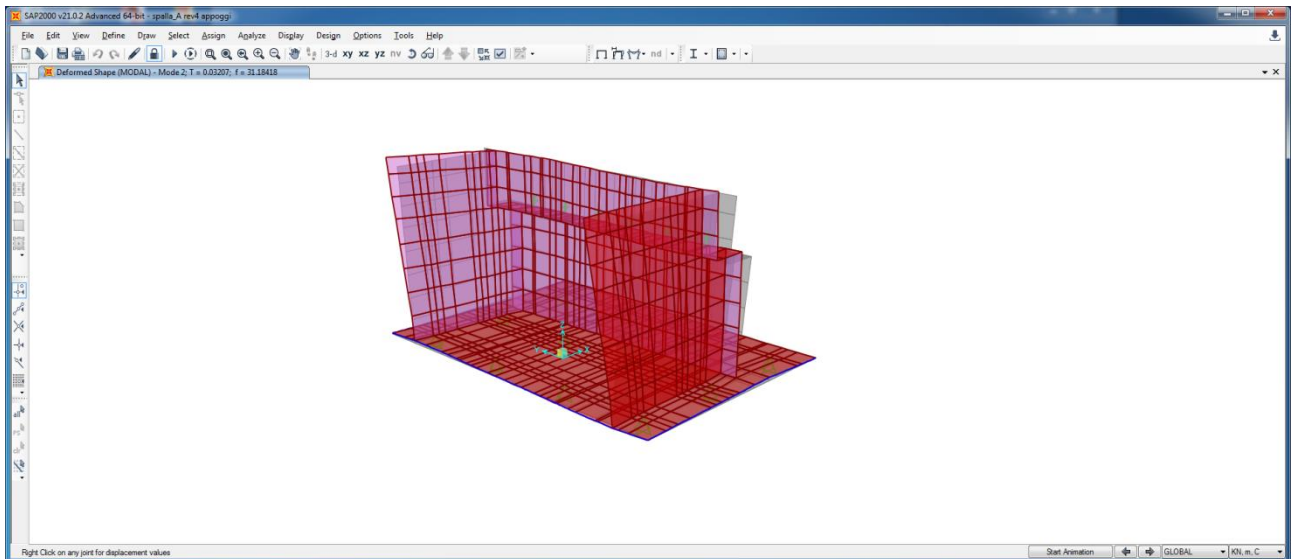 SAP2000 v21.0.2 Advanced 64-bit - spalla_A rev4 appoggi
File Edit View Define Draw Select Assign Analyze Display Design Options Tools Help
3-d xy xz yz nv nd
Deformed Shape (MODAL) - Mode 2; T = 0.03207; f = 31.18418
Right Click on any joint for displacement values
Start Animation GLOBAL KN, m, C